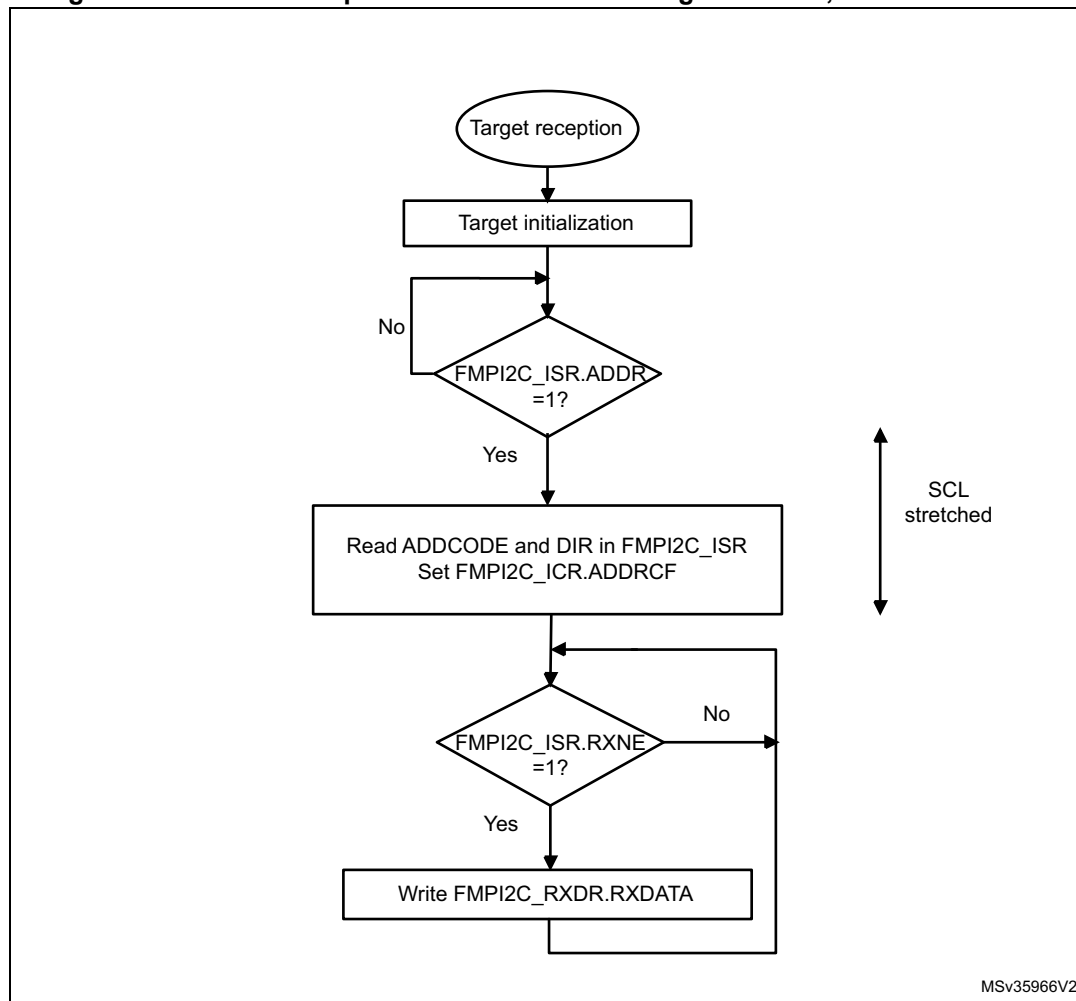 Target reception
Target initialization
No
FMPI2C_ISR.ADDR
=1?
Yes
SCL
stretched
Read ADDCODE and DIR in FMPI2C_ISR
Set FMPI2C_ICR.ADDRCF
No
FMPI2C_ISR.RXNE
=1?
Yes
Write FMPI2C_RXDR.RXDATA
MSv35966V2